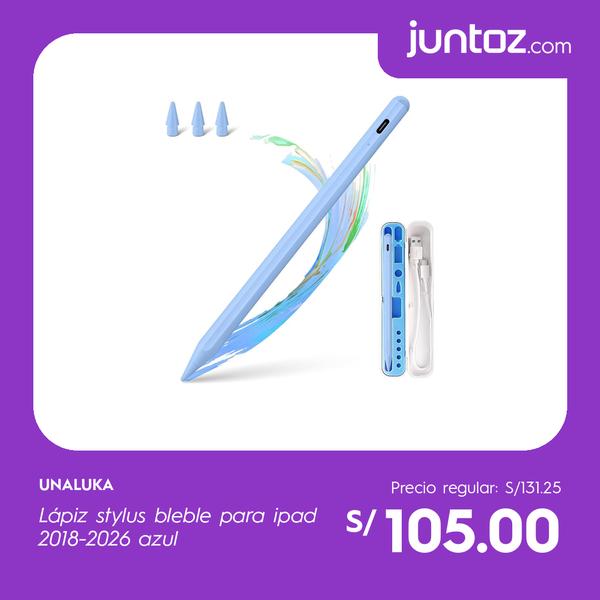 juntoz.com
UNALUKA
Lápiz stylus bleble para ipad
2018-2026 azul
Precio regular: S/131.25
S/ 105.00